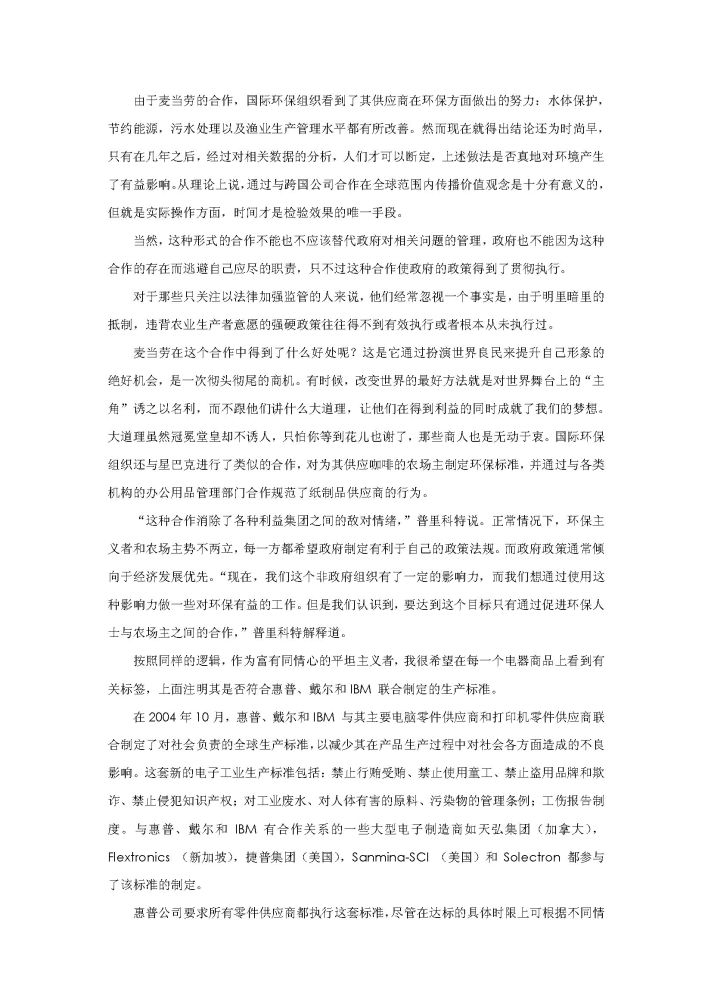 由于麦当劳的合作，国际环保组织看到了其供应商在环保方面做出的努力：水体保护，
节约能源，污水处理以及渔业生产管理水平都有所改善。然而现在就得出结论还为时尚早，
只有在几年之后，经过对相关数据的分析，人们才可以断定，上述做法是否真地对环境产生
了有益影响。从理论上说，通过与跨国公司合作在全球范围内传播价值观念是十分有意义的，
但就是实际操作方面，时间才是检验效果的唯一手段。
当然，这种形式的合作不能也不应该替代政府对相关问题的管理，政府也不能因为这种
合作的存在而逃避自己应尽的职责，只不过这种合作使政府的政策得到了贯彻执行。
对于那些只关注以法律加强监管的人来说，他们经常忽视一个事实是，由于明里暗里的
抵制，违背农业生产者意愿的强硬政策往往得不到有效执行或者根本从未执行过。
麦当劳在这个合作中得到了什么好处呢？这是它通过扮演世界良民来提升自己形象的
绝好机会，是一次彻头彻尾的商机。有时候，改变世界的最好方法就是对世界舞台上的“主
角”诱之以名利，而不跟他们讲什么大道理，让他们在得到利益的同时成就了我们的梦想。
大道理虽然冠冕堂皇却不诱人，只怕你等到花儿也谢了，那些商人也是无动于衷。国际环保
组织还与星巴克进行了类似的合作，对为其供应咖啡的农场主制定环保标准，并通过与各类
机构的办公用品管理部门合作规范了纸制品供应商的行为。
“这种合作消除了各种利益集团之间的敌对情绪，”普里科特说。正常情况下，环保主
义者和农场主势不两立，每一方都希望政府制定有利于自己的政策法规。而政府政策通常倾
向于经济发展优先。“现在，我们这个非政府组织有了一定的影响力，而我们想通过使用这
种影响力做一些对环保有益的工作。但是我们认识到，要达到这个目标只有通过促进环保人
士与农场主之间的合作，”普里科特解释道。
按照同样的逻辑，作为富有同情心的平坦主义者，我很希望在每一个电器商品上看到有
关标签，上面注明其是否符合惠普、戴尔和 IBM 联合制定的生产标准。
在 2004 年 10 月，惠普、戴尔和 IBM 与其主要电脑零件供应商和打印机零件供应商联
合制定了对社会负责的全球生产标准，以减少其在产品生产过程中对社会各方面造成的不良
影响。这套新的电子工业生产标准包括：禁止行贿受贿、禁止使用童工、禁止盗用品牌和欺
诈、禁止侵犯知识产权；对工业废水、对人体有害的原料、污染物的管理条例；工伤报告制
度。与惠普、戴尔和 IBM 有合作关系的一些大型电子制造商如天弘集团（加拿大），
Flextronics （新加坡），捷普集团（美国），Sanmina-SCI （美国）和 Solectron 都参与
了该标准的制定。
惠普公司要求所有零件供应商都执行这套标准，尽管在达标的具体时限上可根据不同情